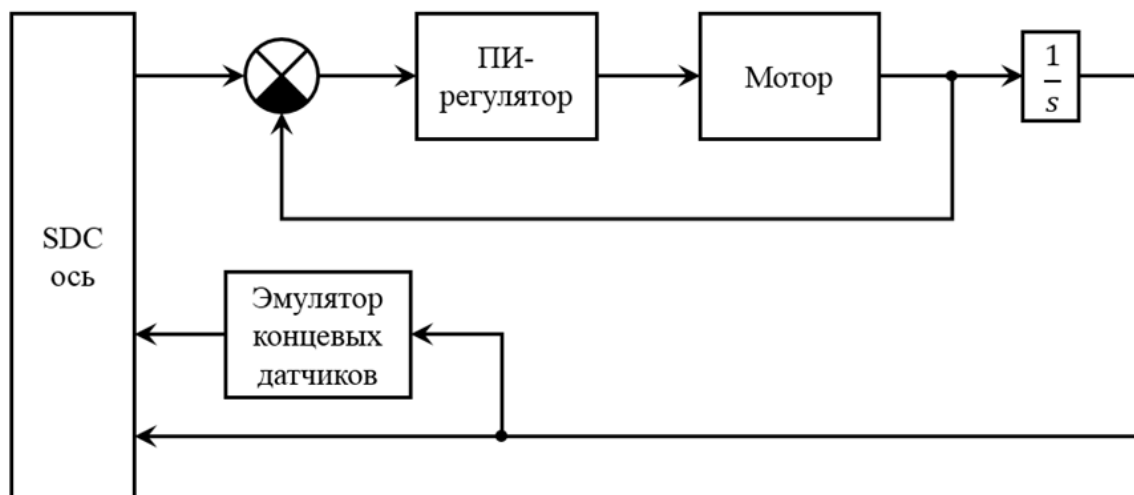 ПИ-
регулятор
Мотор
1
s
SDC
ось
Эмулятор
концевых
датчиков